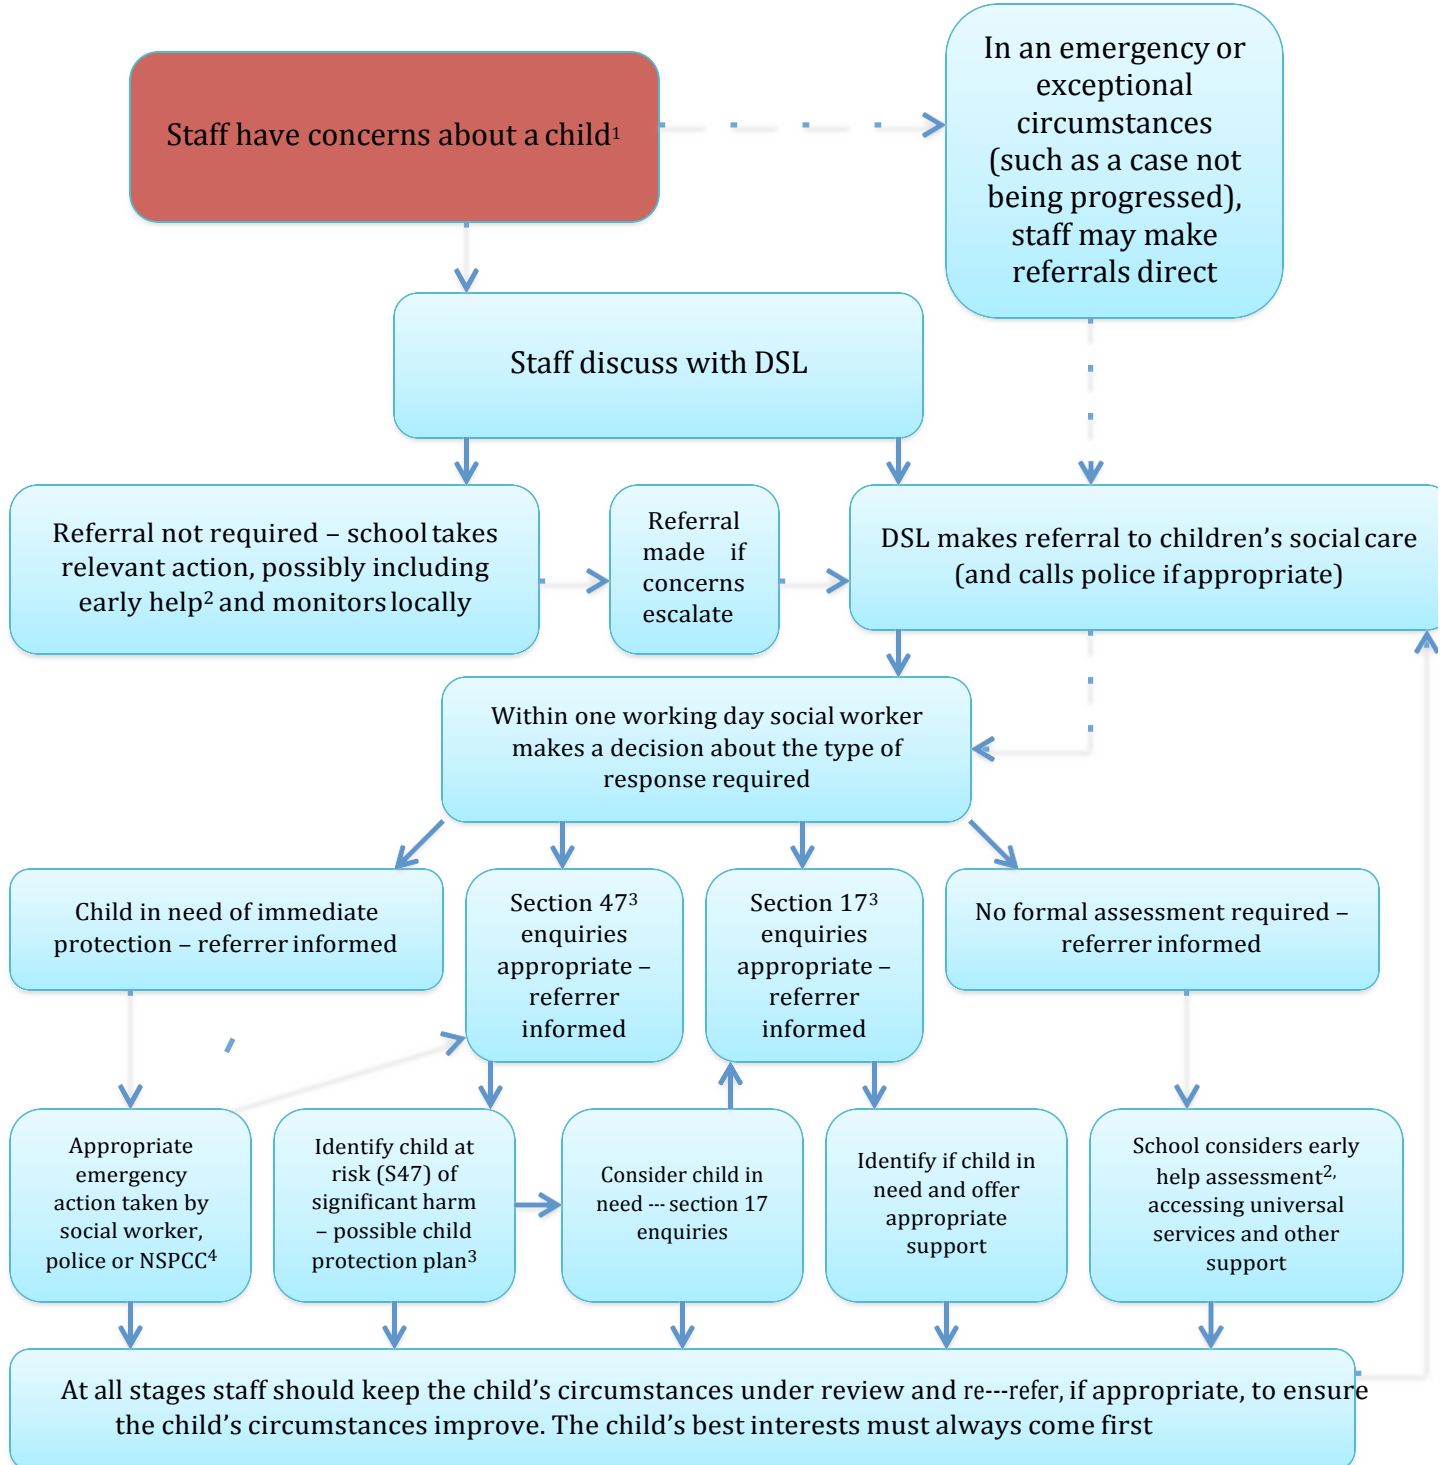 Staff have concerns about a child¹
In an emergency or
exceptional
circumstances
(such as a case not
being progressed),
staff may make
referrals direct
Staff discuss with DSL
Referral not required – school takes
relevant action, possibly including
early help² and monitors locally
Referral
made if
concerns
escalate
DSL makes referral to children’s social care
(and calls police if appropriate)
Within one working day social worker
makes a decision about the type of
response required
Child in need of immediate
protection – referrer informed
Section 47³
enquiries
appropriate –
referrer
informed
Section 17³
enquiries
appropriate –
referrer
informed
No formal assessment required –
referrer informed
Appropriate
emergency
action taken by
social worker,
police or NSPCC⁴
Identify child at
risk (S47) of
significant harm
– possible child
protection plan³
Consider child in
need --- section 17
enquiries
Identify if child in
need and offer
appropriate
support
School considers early
help assessment²,
accessing universal
services and other
support
At all stages staff should keep the child’s circumstances under review and re---refer, if appropriate, to ensure
the child’s circumstances improve. The child’s best interests must always come first